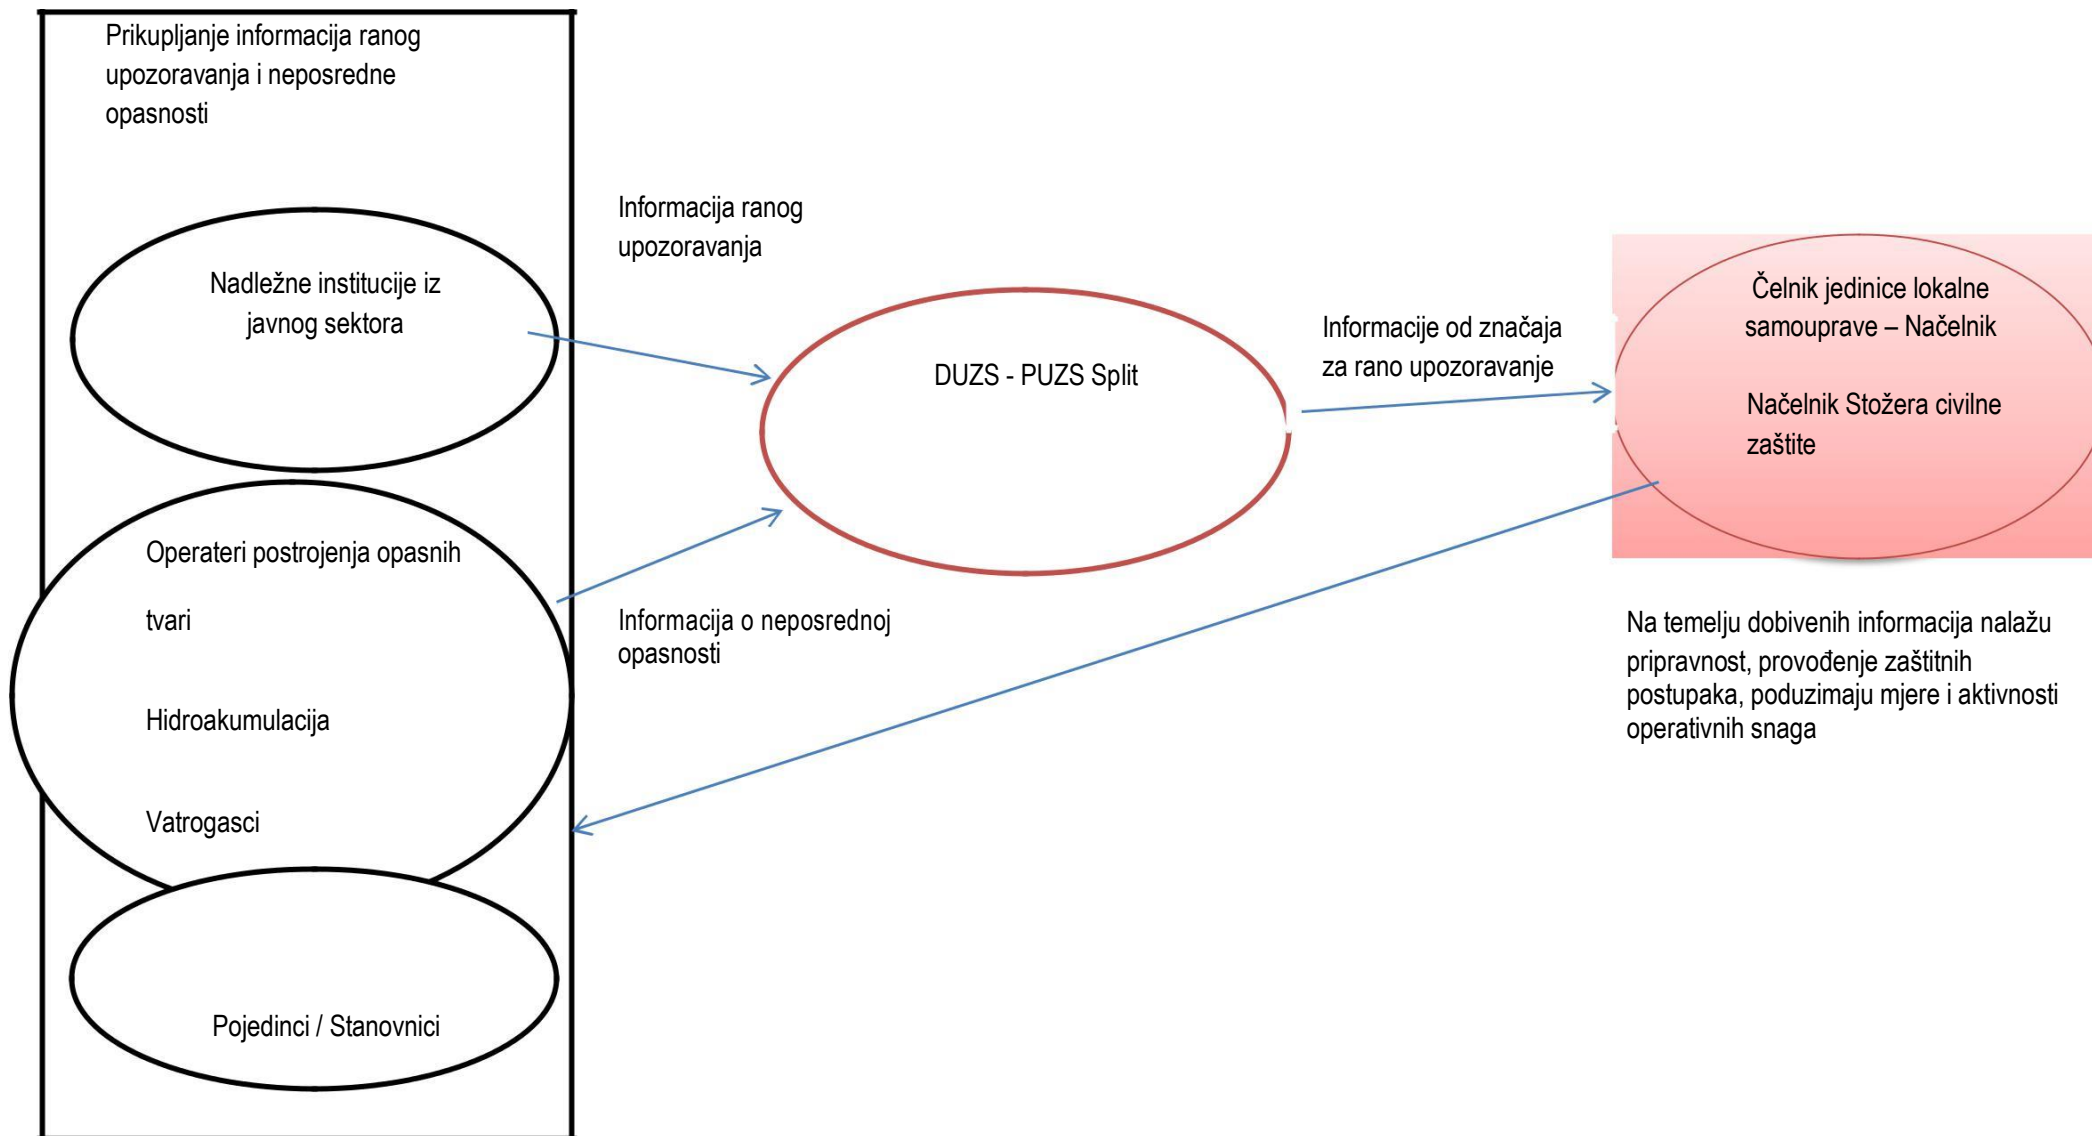 Prikupljanje informacija ranog
upozoravanja i neposredne
opasnosti
Nadležne institucije iz
javnog sektora
Operateri postrojenja opasnih
tvari
Hidroakumulacija
Vatrogasci
Pojedinci / Stanovnici
Informacija ranog
upozoravanja
Informacija o neposrednoj
opasnosti
DUZS - PUZS Split
Informacije od značaja
za rano upozoravanje
Čelnik jedinice lokalne
samouprave – Načelnik
Načelnik Stožera civilne
zaštite
Na temelju dobivenih informacija nalažu
pripravnost, provođenje zaštitnih
postupaka, poduzimaju mjere i aktivnosti
operativnih snaga